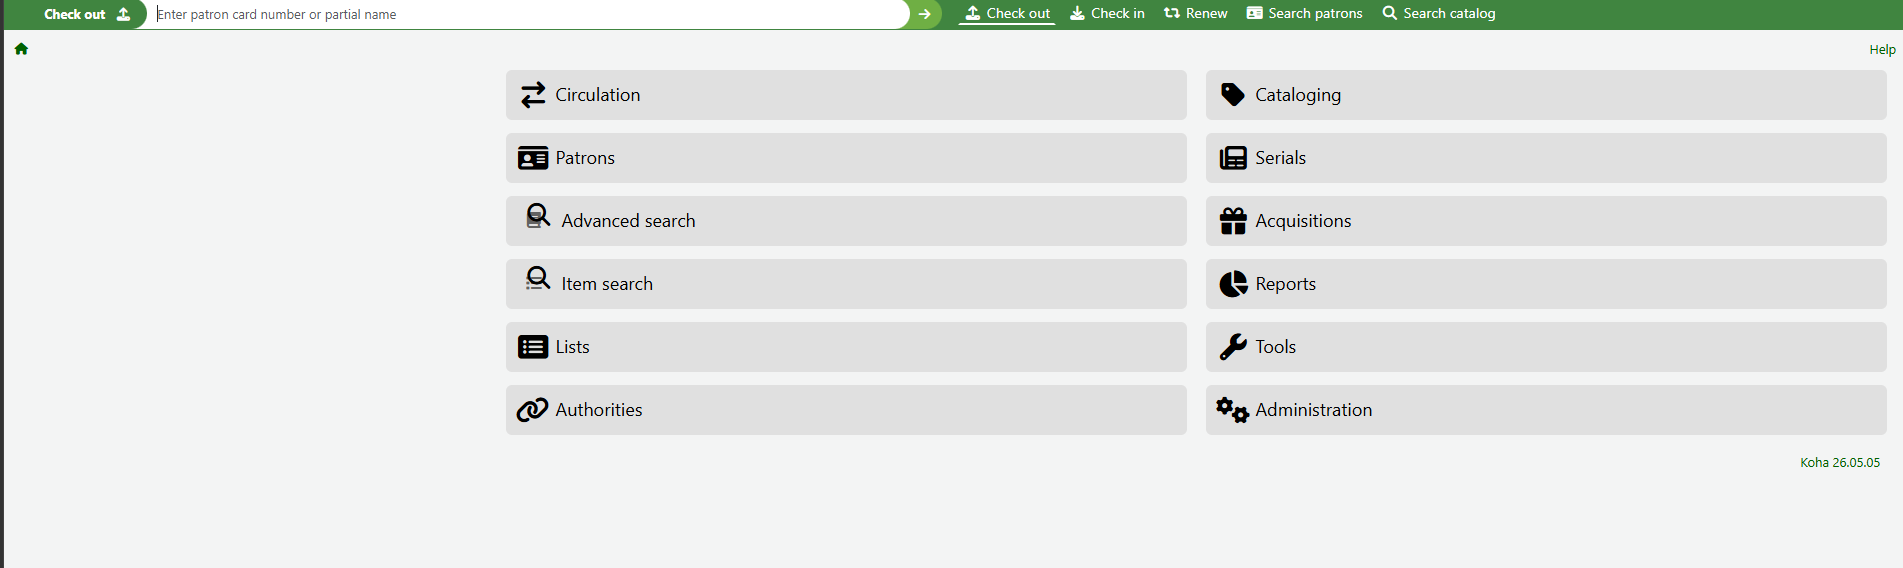 Check out Enter patron card number or partial name Check out Check in Renew Search patrons Search catalog
Help
Circulation
Cataloging
Patrons
Serials
Advanced search
Acquisitions
Item search
Reports
Lists
Tools
Authorities
Administration
Koha 26.05.05